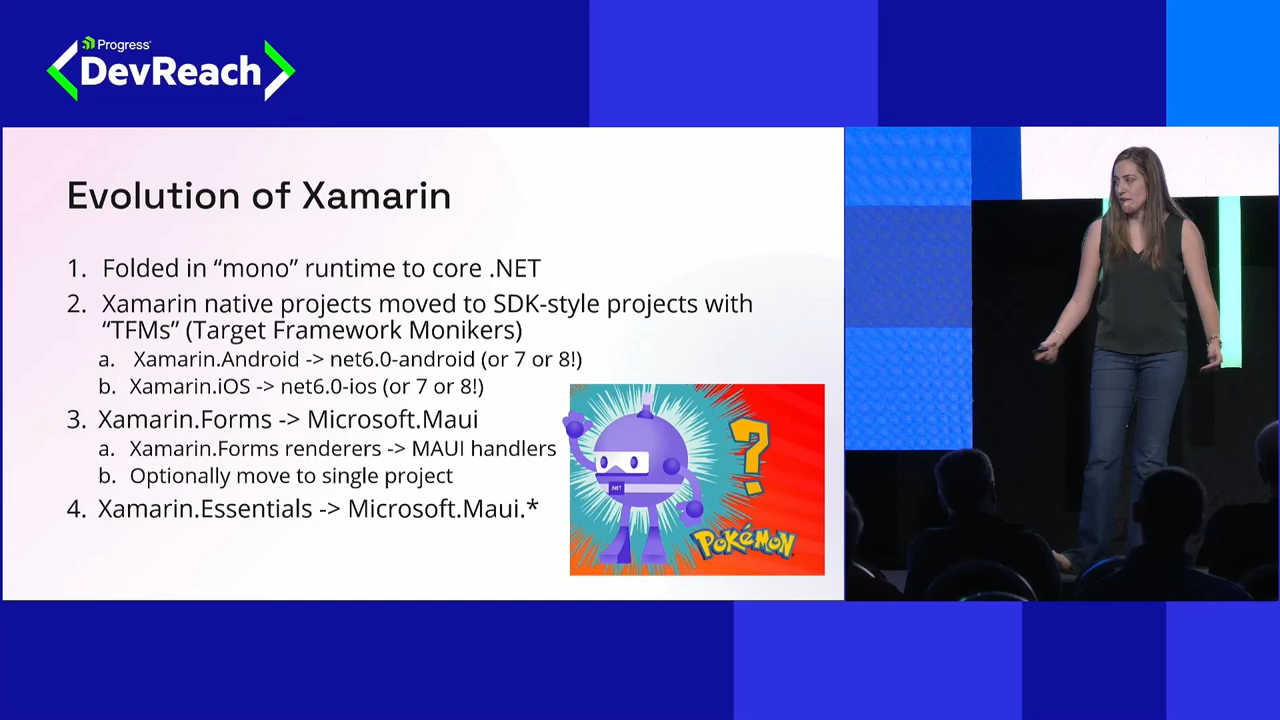 Progress
DevReach
Evolution of Xamarin
1. Folded in “mono” runtime to core .NET
2. Xamarin native projects moved to SDK-style projects with
“TFMs” (Target Framework Monikers)
a. Xamarin.Android -> net6.0-android (or 7 or 8!)
b. Xamarin.iOS -> net6.0-ios (or 7 or 8!)
3. Xamarin.Forms -> Microsoft.Maui
a. Xamarin.Forms renderers -> MAUI handlers
b. Optionally move to single project
4. Xamarin.Essentials -> Microsoft.Maui.*
?
.NET
POKéMON